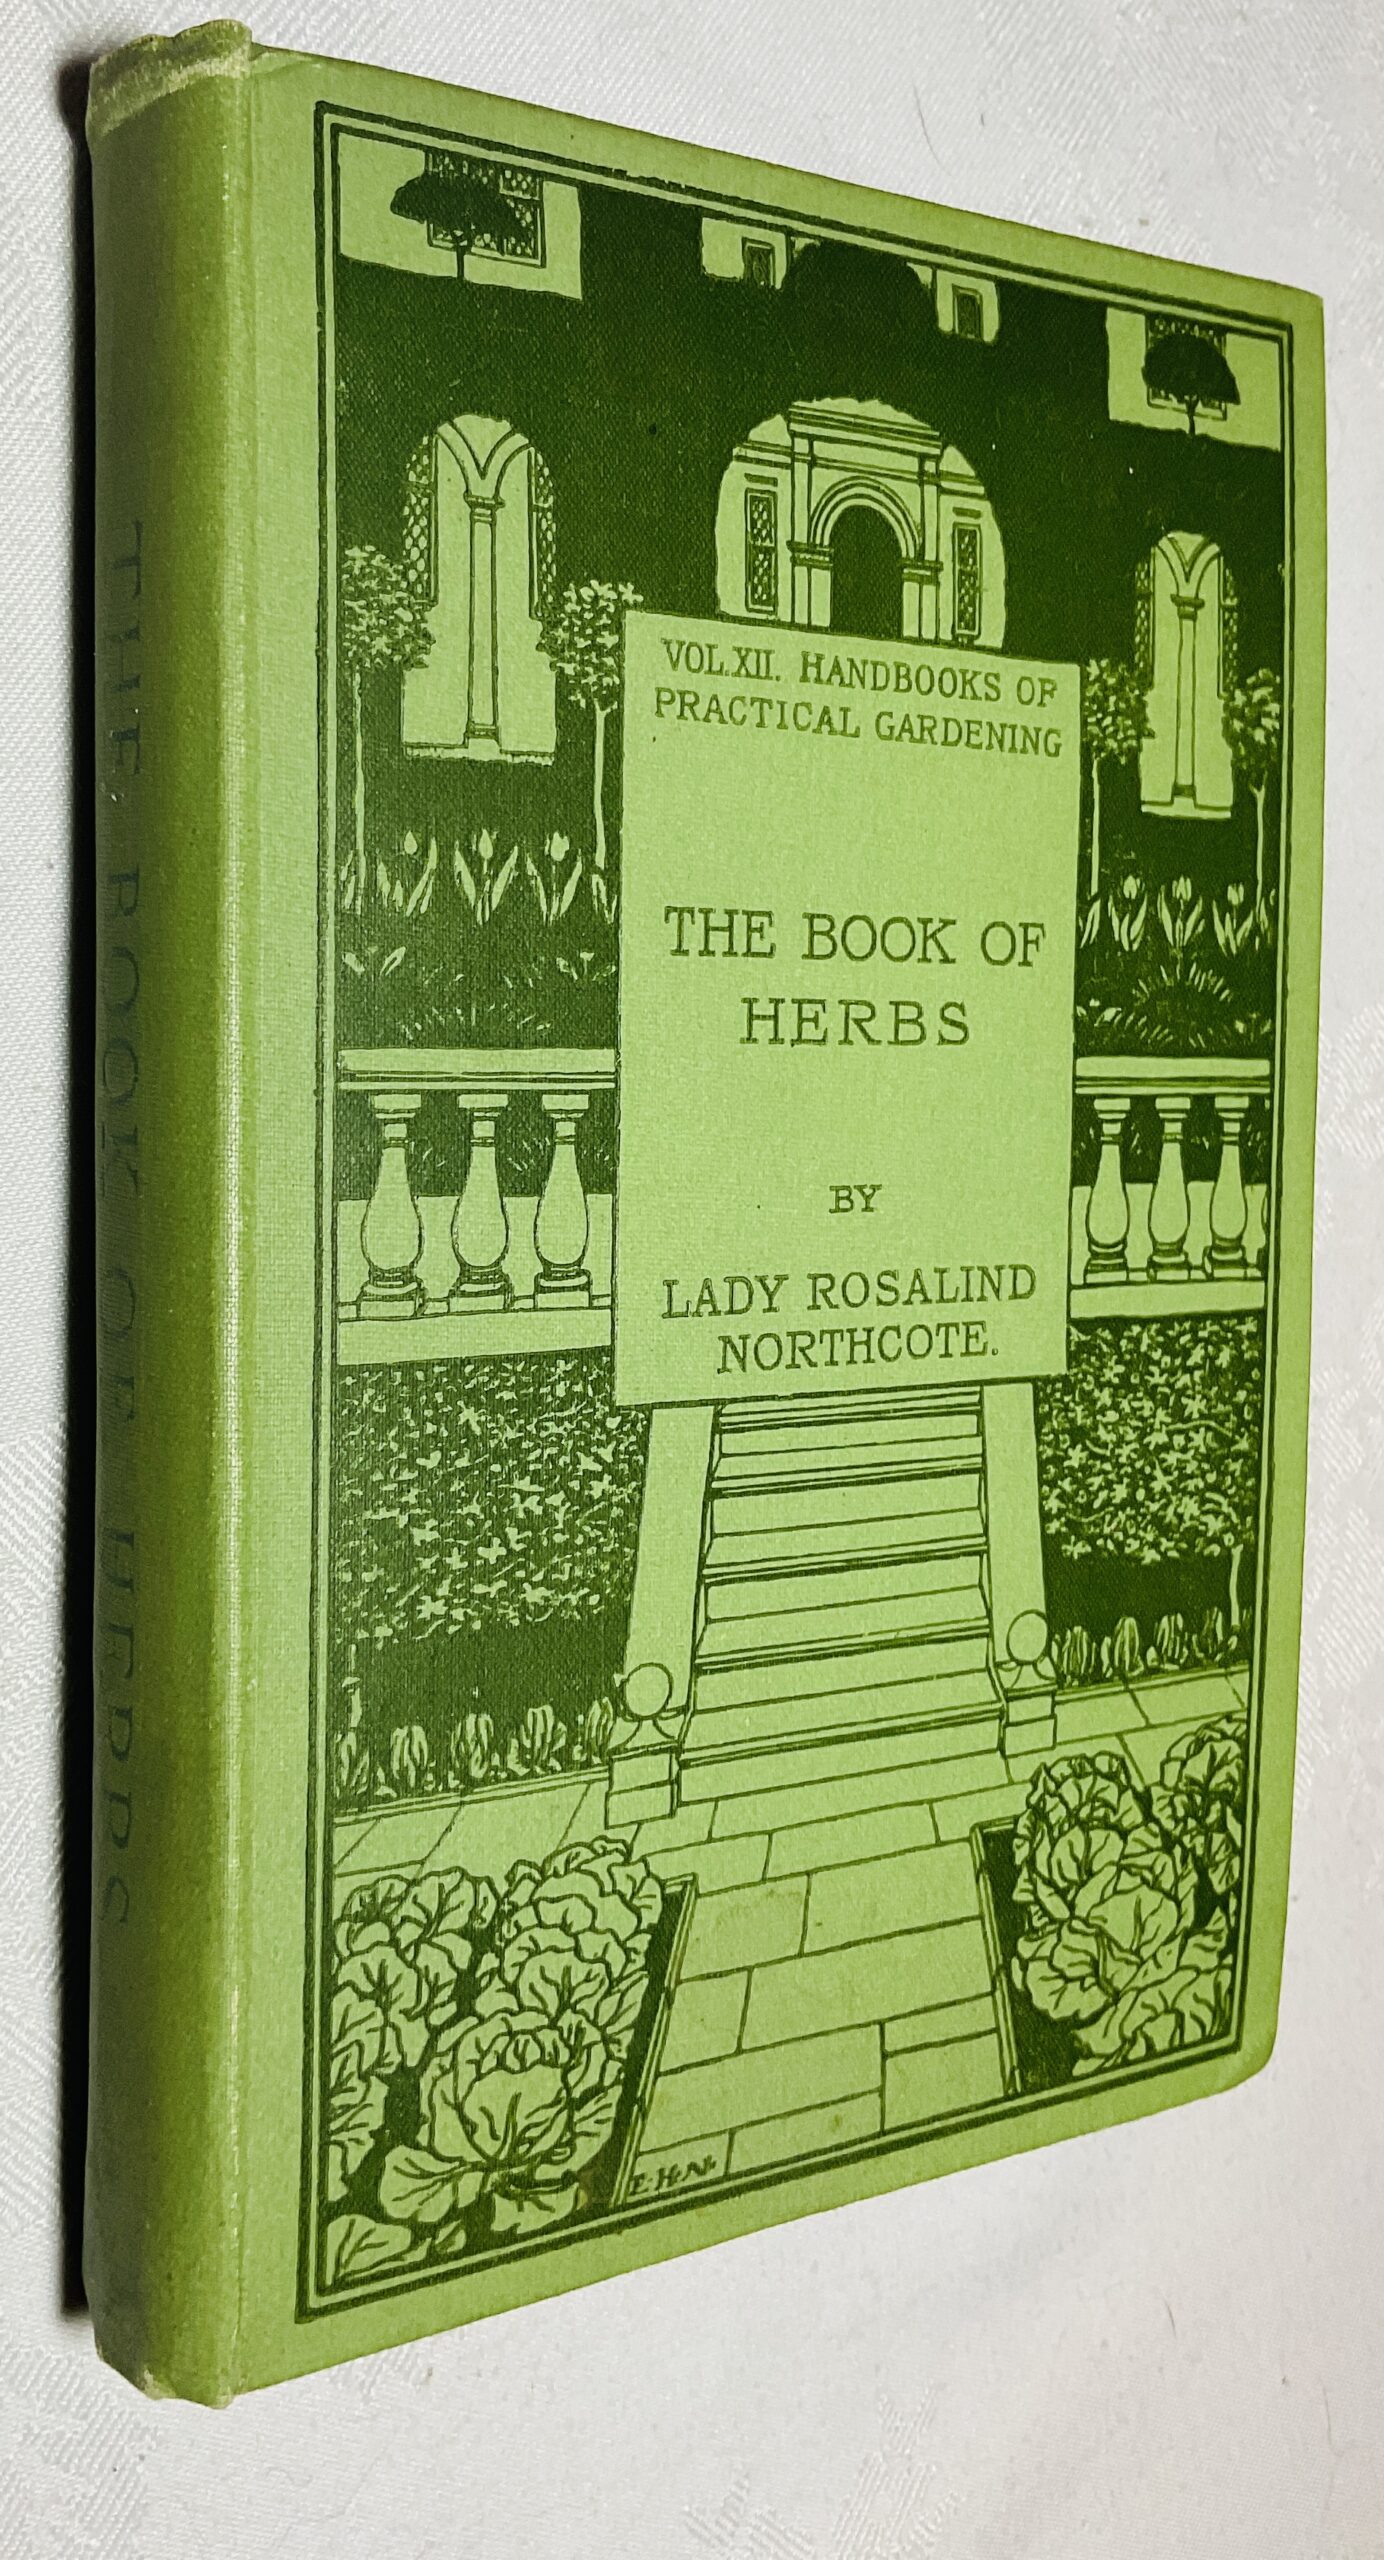 VOL.XII. HANDBOOKS OF
PRACTICAL GARDENING
THE BOOK OF
HERBS
BY
LADY ROSALIND
NORTHCOTE.
THE BOOK OF HERBS